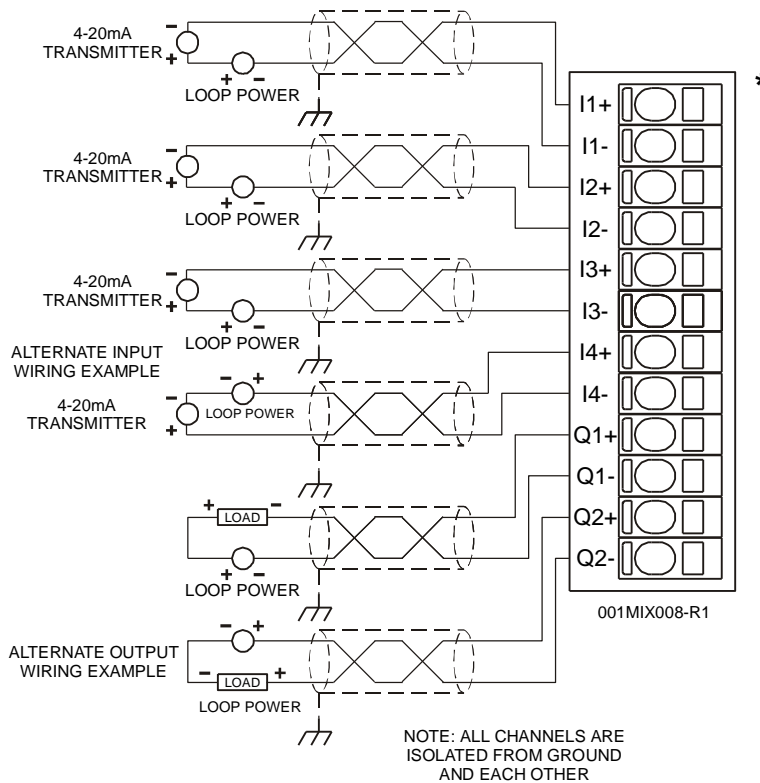 4-20mA
TRANSMITTER
-
+
+ -
LOOP POWER
4-20mA
TRANSMITTER
-
+
+ -
LOOP POWER
4-20mA
TRANSMITTER
-
+
+ -
LOOP POWER
ALTERNATE INPUT
WIRING EXAMPLE
4-20mA
TRANSMITTER
-
+
- +
LOOP POWER
+ LOAD -
+ -
LOOP POWER
ALTERNATE OUTPUT
WIRING EXAMPLE
- +
- LOAD +
LOOP POWER
*
I1+
I1-
I2+
I2-
I3+
I3-
I4+
I4-
Q1+
Q1-
Q2+
Q2-
001MIX008-R1
NOTE: ALL CHANNELS ARE
ISOLATED FROM GROUND
AND EACH OTHER